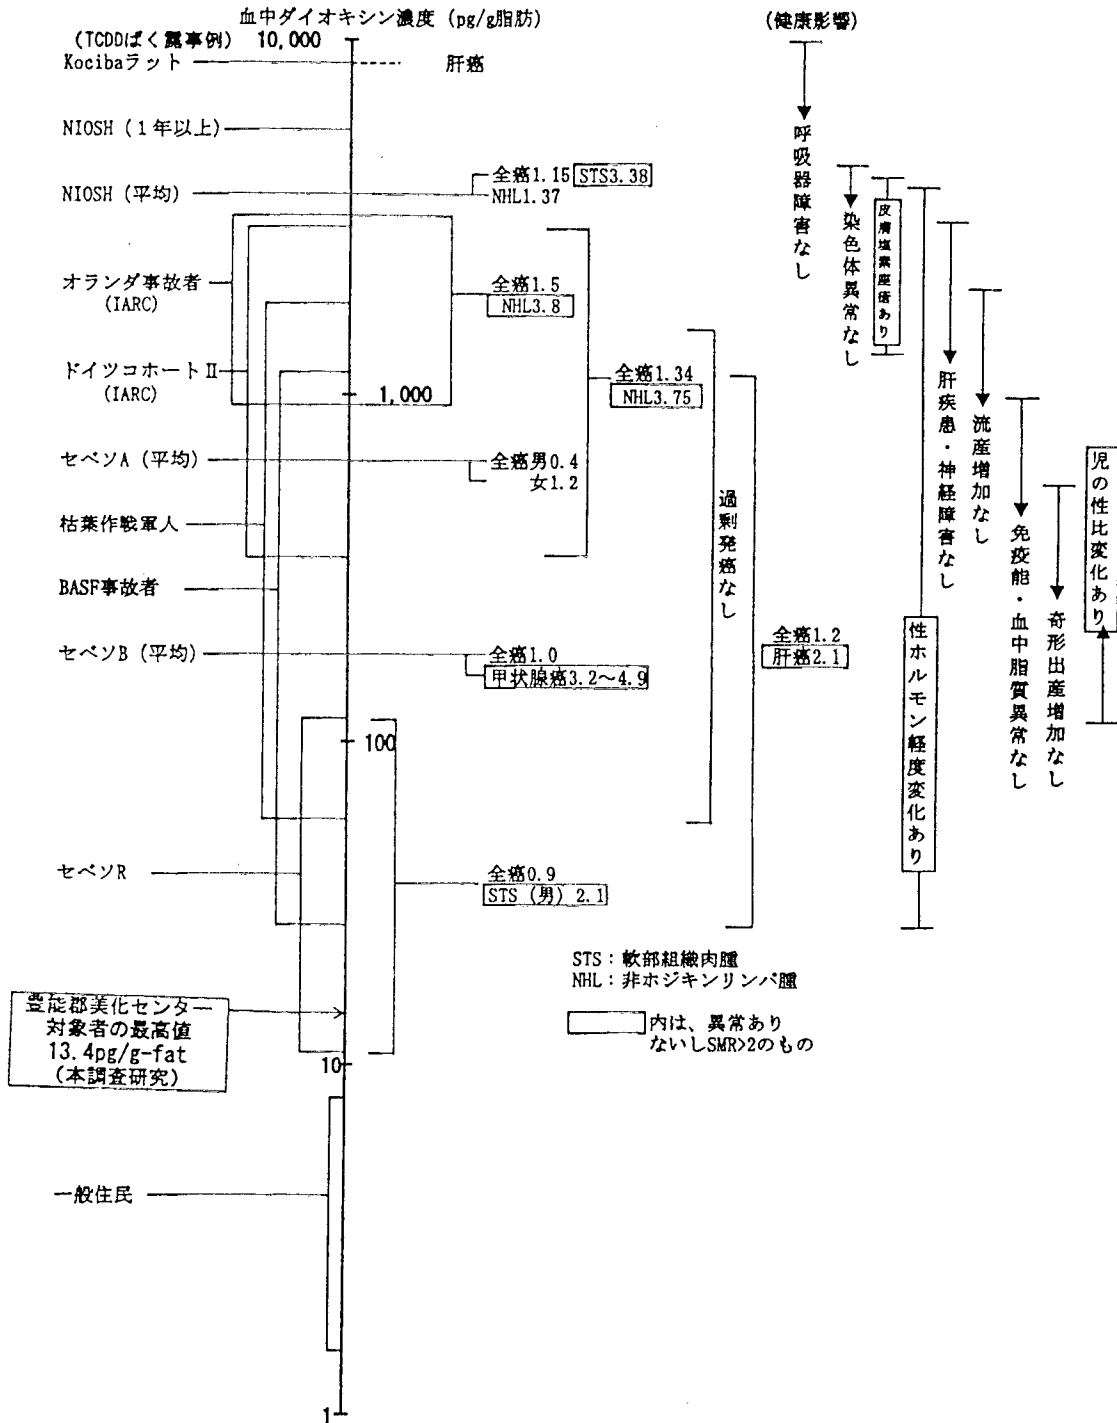 血中ダイオキシン濃度 (pg/g脂肪)
(健康影響)
(TCDDばく露事例)
10,000
Kocibaラット
肝癌
NIOSH (1年以上)
NIOSH (平均)
全癌1.15 STS3.38
NHL1.37
オランダ事故者
(IARC)
全癌1.5
NHL3.8
ドイツコホートⅡ
(IARC)
1,000
全癌1.34
NHL3.75
セベソA (平均)
全癌男0.4
女1.2
枯葉作戦軍人
過剰発癌なし
BASF事故者
セベソB (平均)
全癌1.0
甲状腺癌3.2~4.9
全癌1.2
肝癌2.1
100
セベソR
全癌0.9
STS (男) 2.1
呼吸器障害なし
染色体異常なし
皮膚塩素座瘡あり
性ホルモン軽度変化あり
肝疾患・神経障害なし
流産増加なし
免疫能・血中脂質異常なし
奇形出産増加なし
児の性比変化あり
STS:軟部組織肉腫
NHL:非ホジキンリンパ腫
内は、異常あり
ないしSMR>2のもの
豊能郡美化センター
対象者の最高値
13.4pg/g-fat
(本調査研究)
10
一般住民
1